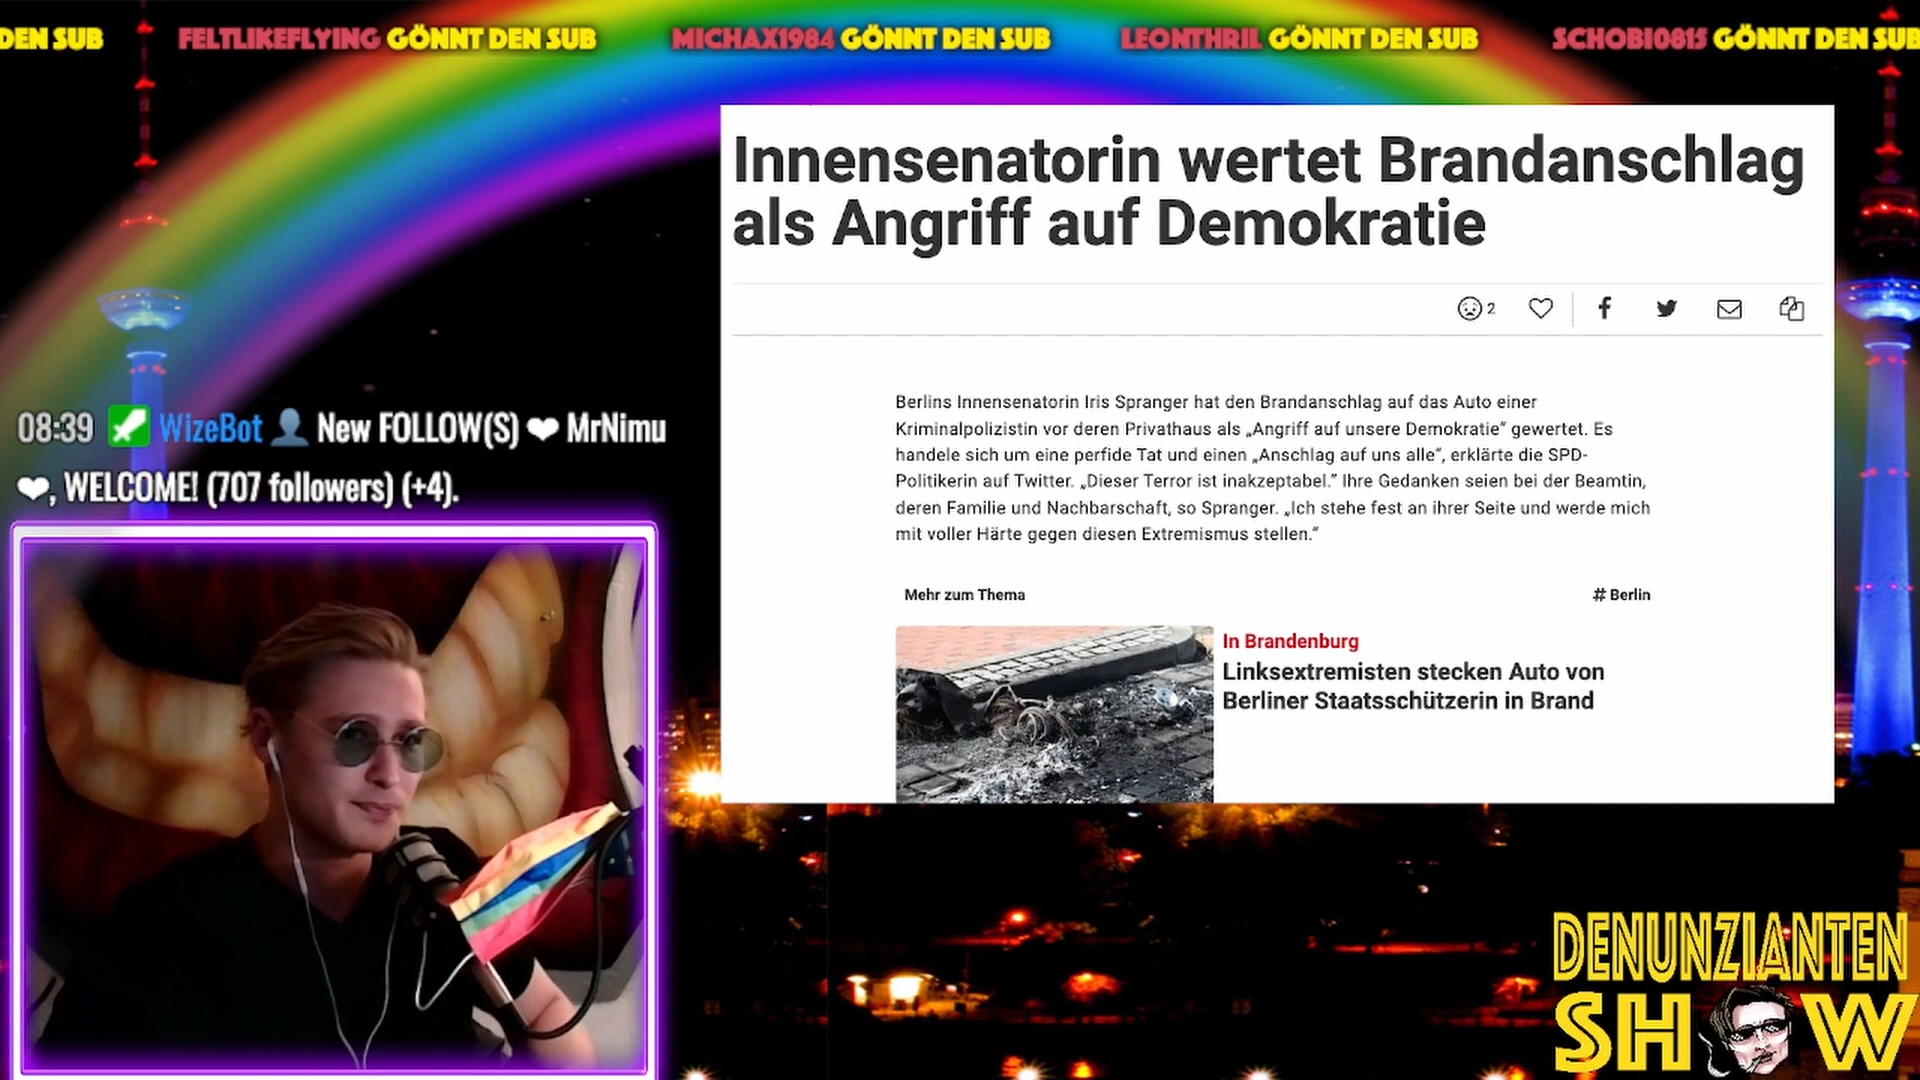 DEN SUB FELTLIKEFLYING GÖNNT DEN SUB MICHAX1984 GÖNNT DEN SUB LEONTHRIL GÖNNT DEN SUB SCHOBI0815 GÖNNT DEN SUB
Innensenatorin wertet Brandanschlag
als Angriff auf Demokratie
2
Berlins Innensenatorin Iris Spranger hat den Brandanschlag auf das Auto einer
Kriminalpolizistin vor deren Privathaus als „Angriff auf unsere Demokratie“ gewertet. Es
handele sich um eine perfide Tat und einen „Anschlag auf uns alle“, erklärte die SPD-
Politikerin auf Twitter. „Dieser Terror ist inakzeptabel.“ Ihre Gedanken seien bei der Beamtin,
deren Familie und Nachbarschaft, so Spranger. „Ich stehe fest an ihrer Seite und werde mich
mit voller Härte gegen diesen Extremismus stellen.“
Mehr zum Thema
# Berlin
In Brandenburg
Linksextremisten stecken Auto von
Berliner Staatsschützerin in Brand
08:39 WizeBot 👤 New FOLLOW(S) ❤ MrNimu
❤, WELCOME! (707 followers) (+4).
DENUNZIANTEN
SHOW